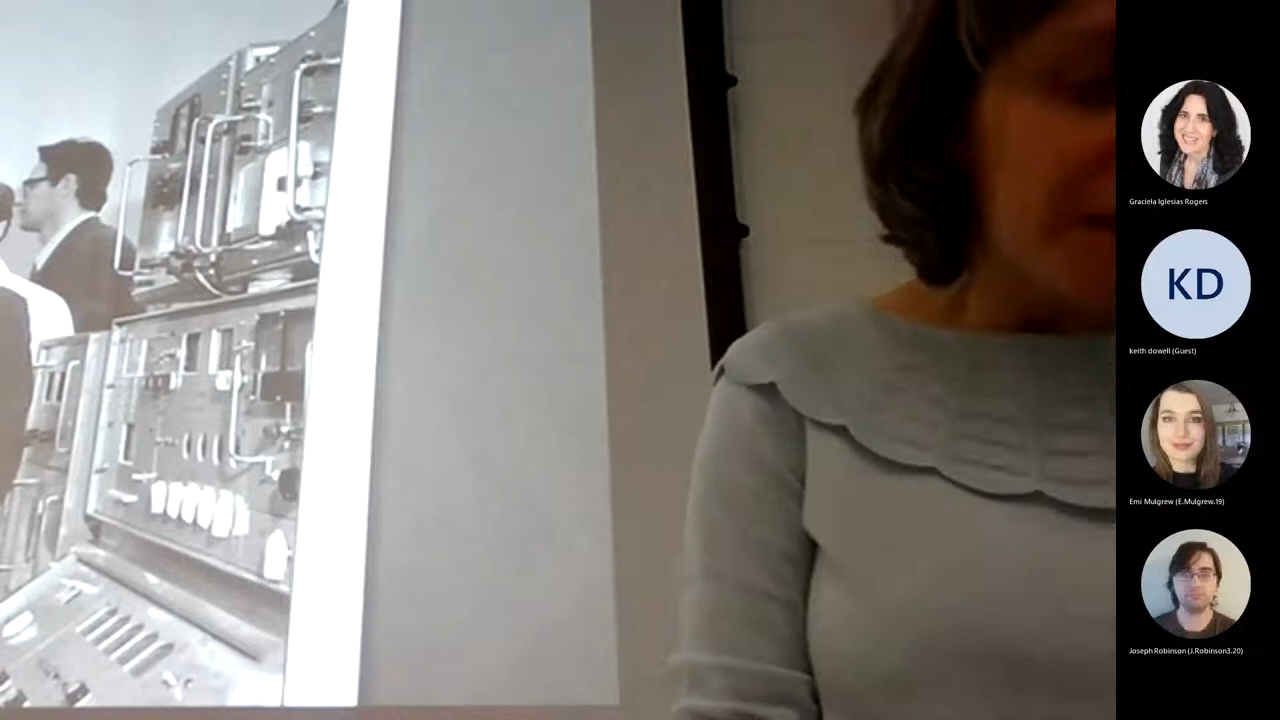 Graciela Iglesias Rogers
KD
keith dowell (Guest)
Emi Mulgrew (E.Mulgrew.19)
Joseph Robinson (J.Robinson3.20)